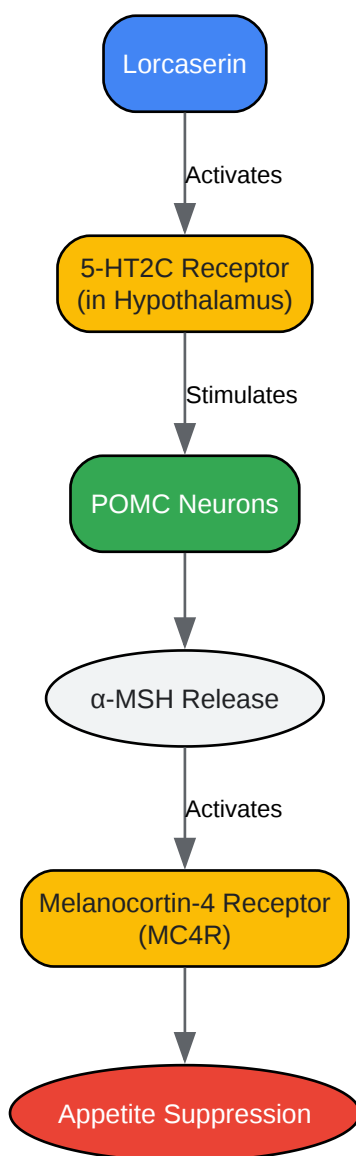 Lorcaserin
Activates
5-HT2C Receptor
(in Hypothalamus)
Stimulates
POMC Neurons
α-MSH Release
Activates
Melanocortin-4 Receptor
(MC4R)
Appetite Suppression